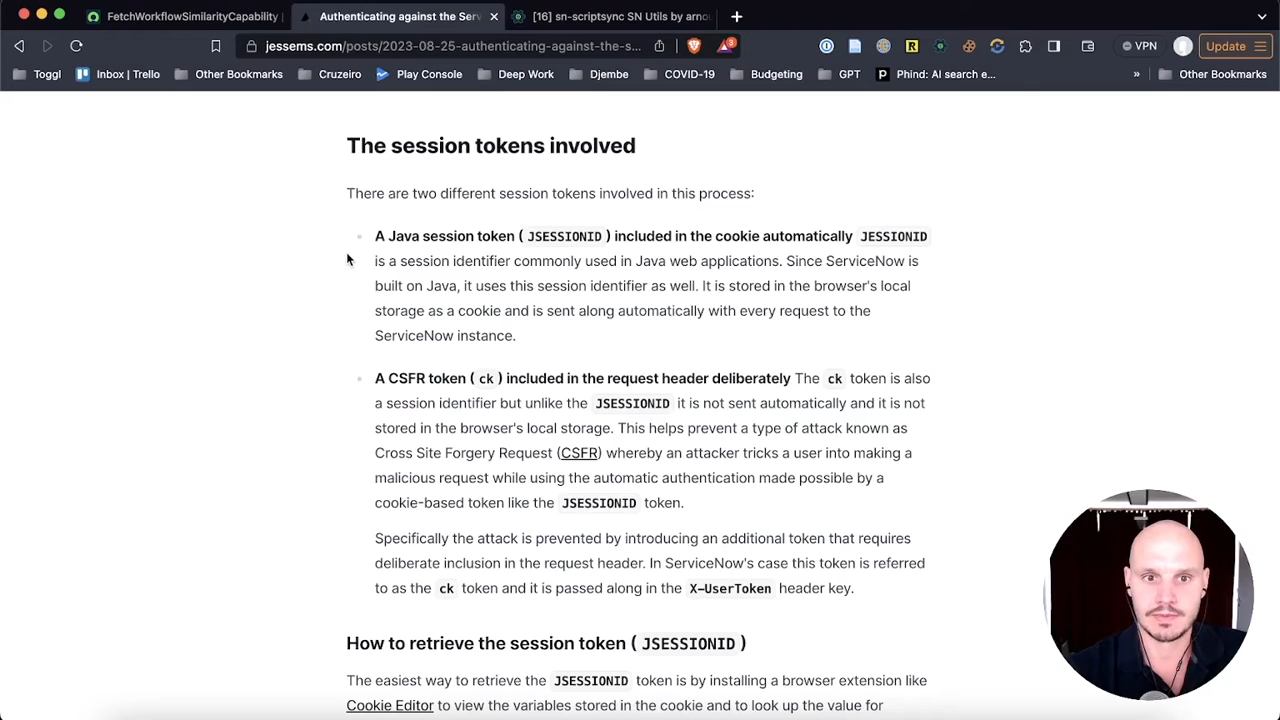 FetchWorkflowSimilarityCapability
Authenticating against the Serv
[16] sn-scriptsync SN Utils by arnou
jessems.com/posts/2023-08-25-authenticating-against-the-s...
3
VPN
Update
Toggl
Inbox | Trello
Other Bookmarks
Cruzeiro
Play Console
Deep Work
Djembe
COVID-19
Budgeting
GPT
Phind: AI search e...
»
Other Bookmarks
The session tokens involved
There are two different session tokens involved in this process:
A Java session token ( JSESSIONID ) included in the cookie automatically JESSIONID
is a session identifier commonly used in Java web applications. Since ServiceNow is
built on Java, it uses this session identifier as well. It is stored in the browser's local
storage as a cookie and is sent along automatically with every request to the
ServiceNow instance.
A CSFR token ( ck ) included in the request header deliberately The ck token is also
a session identifier but unlike the JSESSIONID it is not sent automatically and it is not
stored in the browser's local storage. This helps prevent a type of attack known as
Cross Site Forgery Request (CSFR) whereby an attacker tricks a user into making a
malicious request while using the automatic authentication made possible by a
cookie-based token like the JSESSIONID token.
Specifically the attack is prevented by introducing an additional token that requires
deliberate inclusion in the request header. In ServiceNow's case this token is referred
to as the ck token and it is passed along in the X-UserToken header key.
How to retrieve the session token ( JSESSIONID )
The easiest way to retrieve the JSESSIONID token is by installing a browser extension like
Cookie Editor to view the variables stored in the cookie and to look up the value for